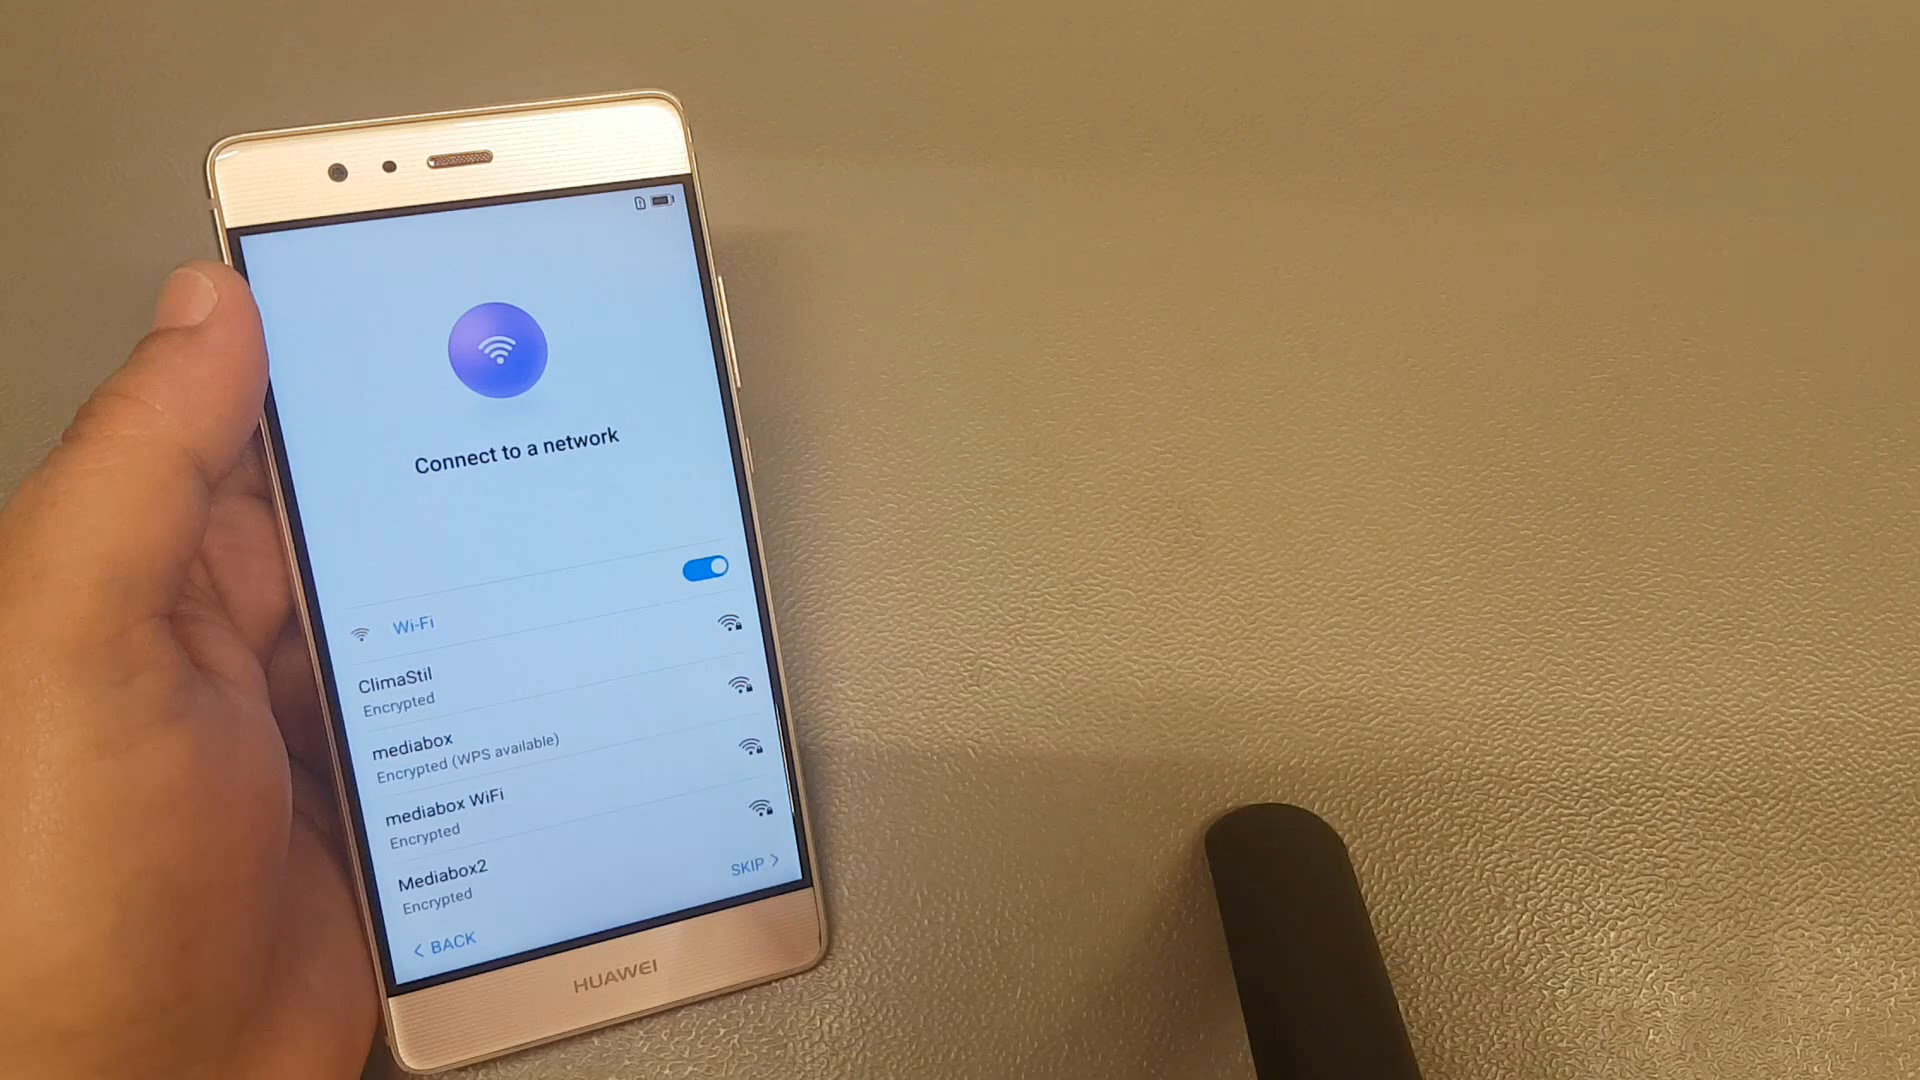 Connect to a network
Wi-Fi
ClimaStil
Encrypted
mediabox
Encrypted (WPS available)
mediabox WiFi
Encrypted
Mediabox2
Encrypted
< BACK
SKIP >
HUAWEI